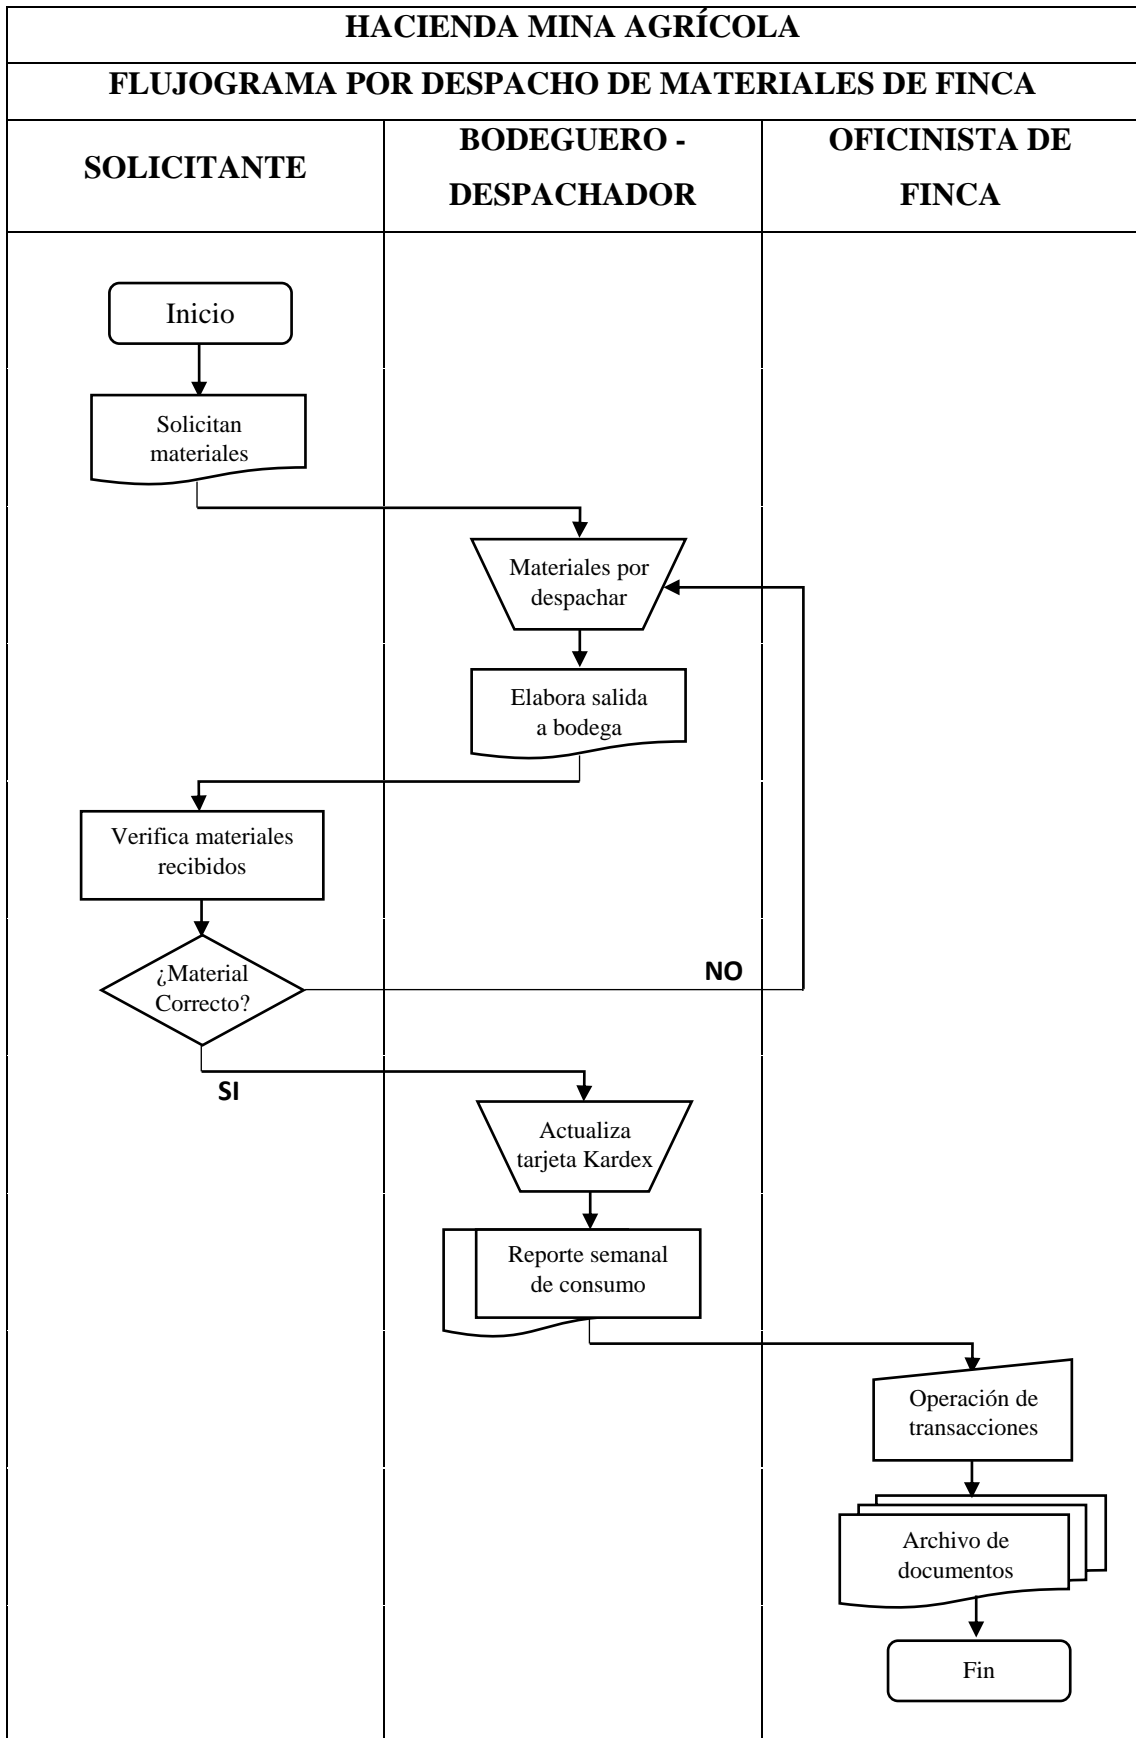 HACIENDA MINA AGRÍCOLA
FLUJOGRAMA POR DESPACHO DE MATERIALES DE FINCA
SOLICITANTE
BODEGUERO -
DESPACHADOR
OFICINISTA DE
FINCA
Inicio
Solicitan
materiales
Materiales por
despachar
Elabora salida
a bodega
Verifica materiales
recibidos
¿Material
Correcto?
NO
SI
Actualiza
tarjeta Kardex
Reporte semanal
de consumo
Operación de
transacciones
Archivo de
documentos
Fin